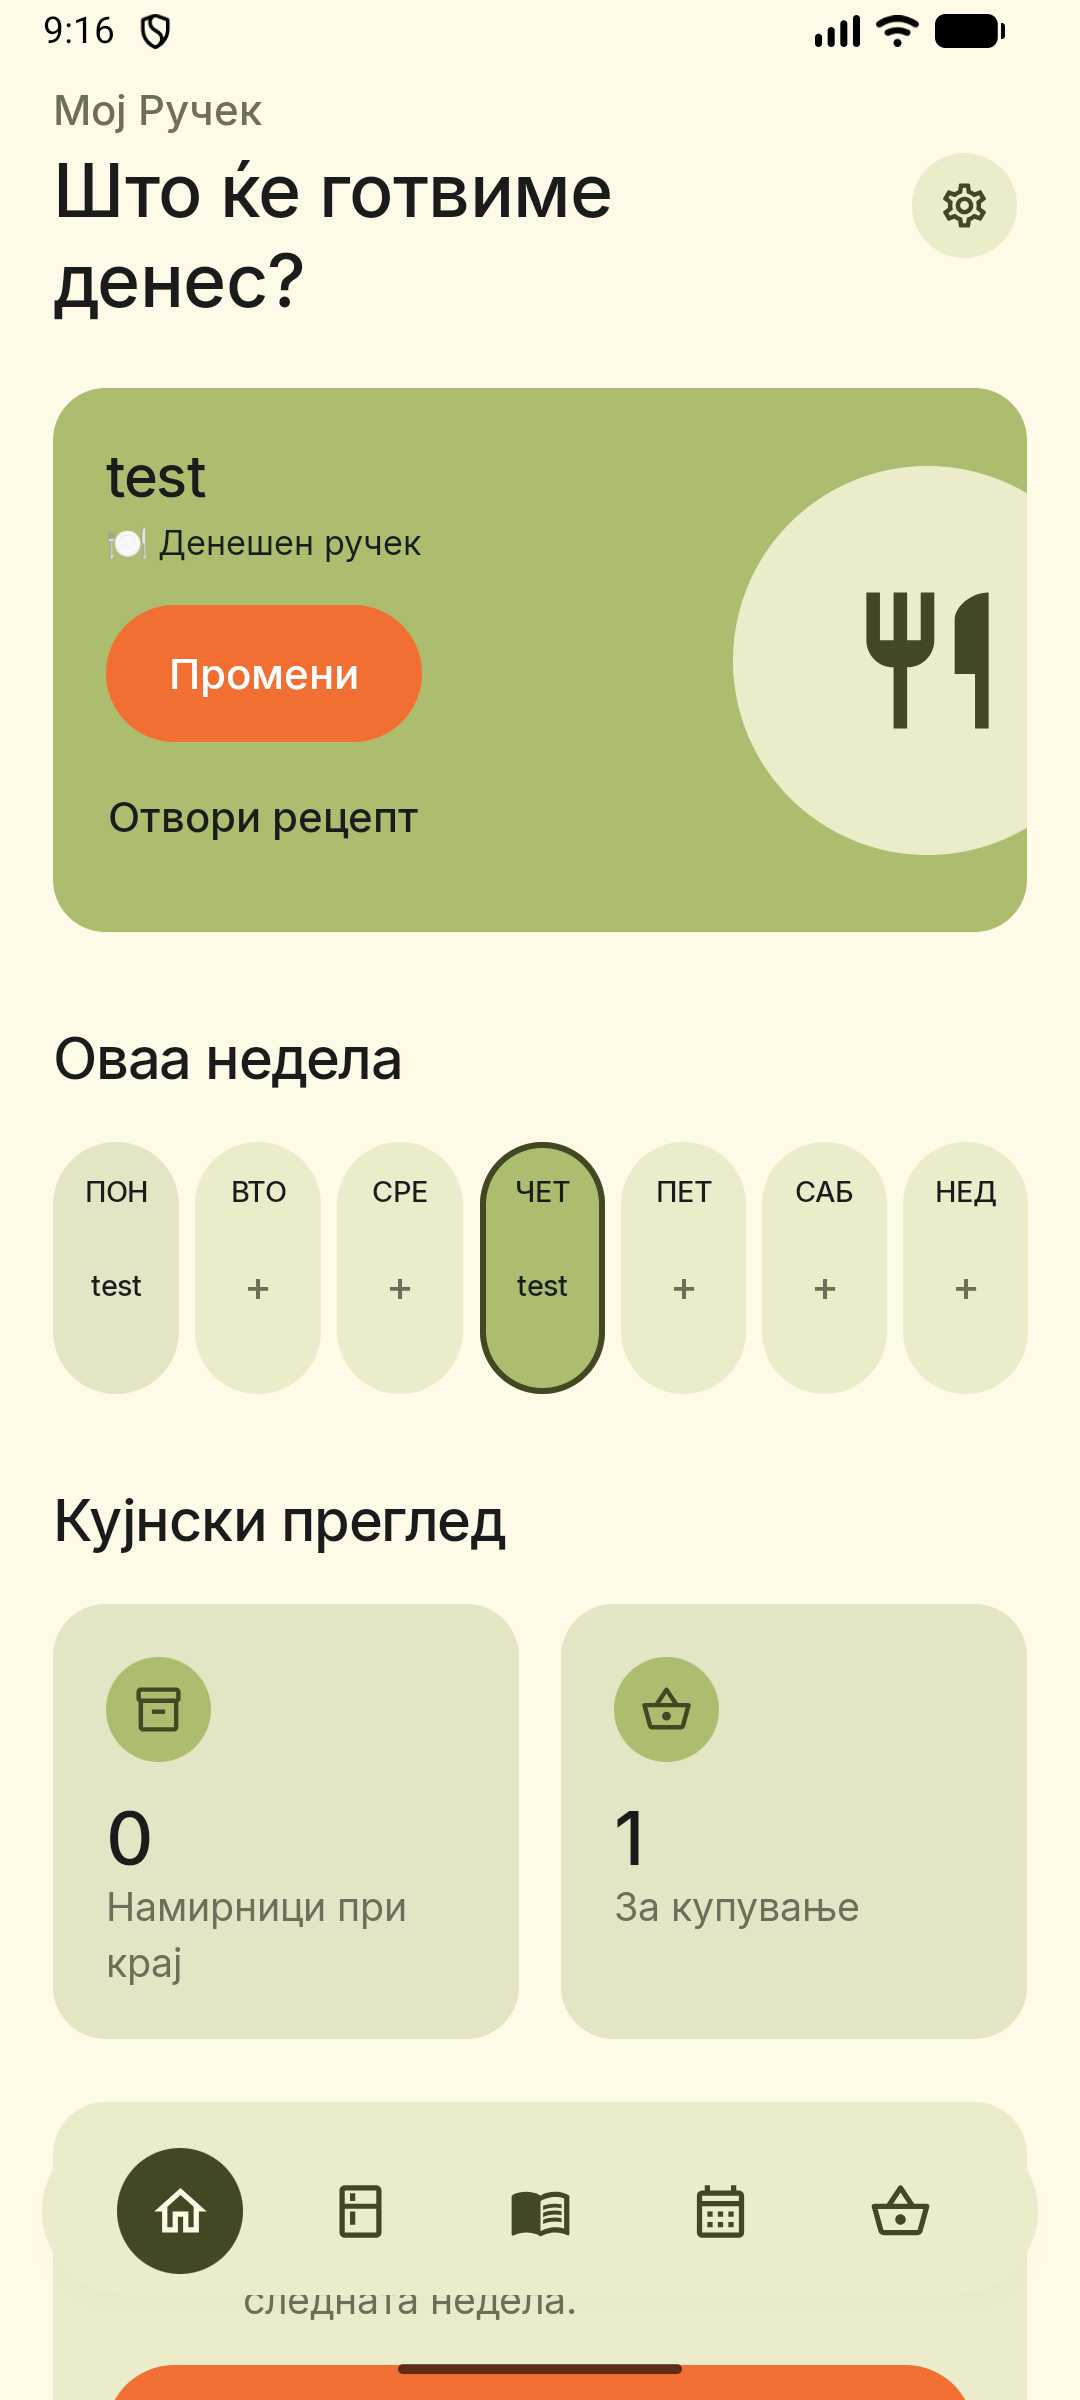 9:16
Мој Ручек
Што ќе готвиме
денес?
test
🍽️ Денешен ручек
Промени
Отвори рецепт
Оваа недела
ПОН ВТО СРЕ ЧЕТ ПЕТ САБ НЕД
test + + test + + +
Кујнски преглед
0 1
Намирници при
крај
За купување
следната недела.